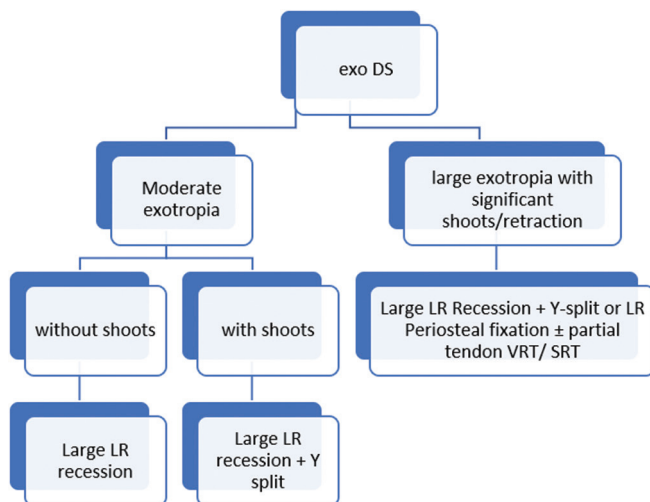 exo DS
Moderate
exotropia
large exotropia with
significant
shoots/retraction
without shoots
with shoots
Large LR Recession + Y-split or LR
Periosteal fixation ± partial
tendon VRT/ SRT
Large LR
recession
Large LR
recession + Y
split